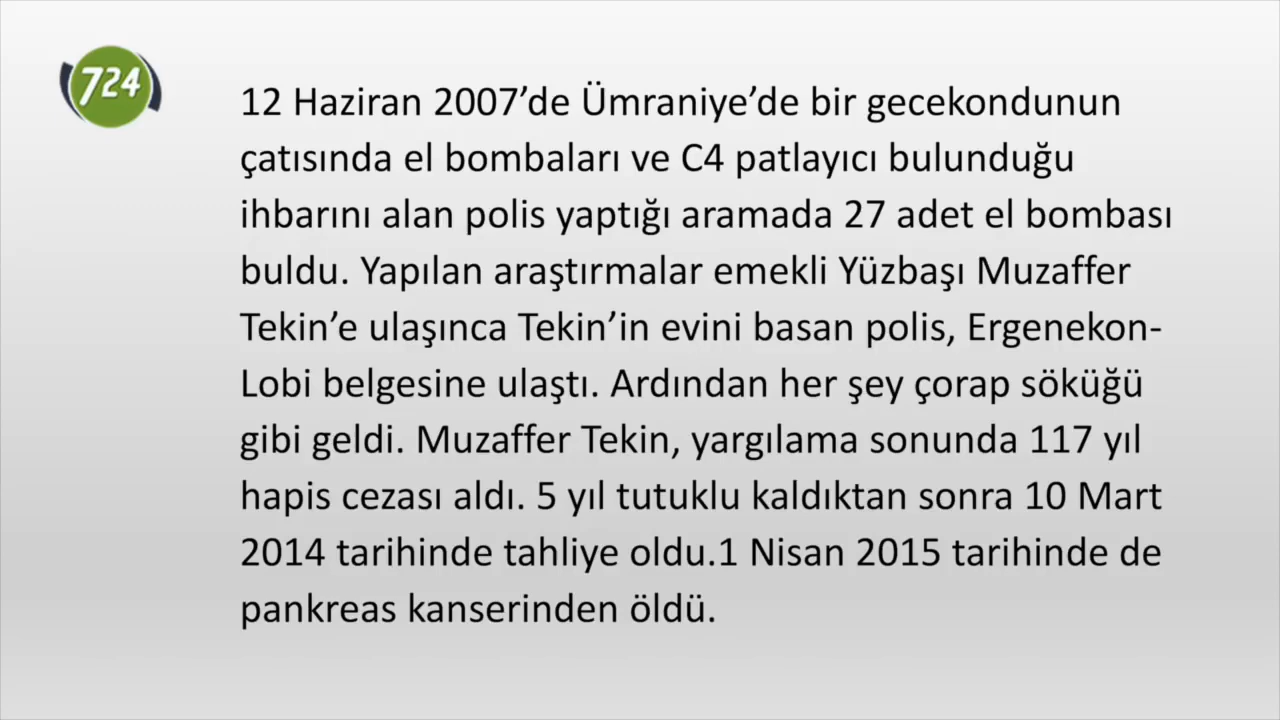 724
12 Haziran 2007’de Ümraniye’de bir gecekondunun
çatısında el bombaları ve C4 patlayıcı bulunduğu
ihbarını alan polis yaptığı aramada 27 adet el bombası
buldu. Yapılan araştırmalar emekli Yüzbaşı Muzaffer
Tekin’e ulaşınca Tekin’in evini basan polis, Ergenekon-
Lobi belgesine ulaştı. Ardından her şey çorap söküğü
gibi geldi. Muzaffer Tekin, yargılama sonunda 117 yıl
hapis cezası aldı. 5 yıl tutuklu kaldıktan sonra 10 Mart
2014 tarihinde tahliye oldu.1 Nisan 2015 tarihinde de
pankreas kanserinden öldü.